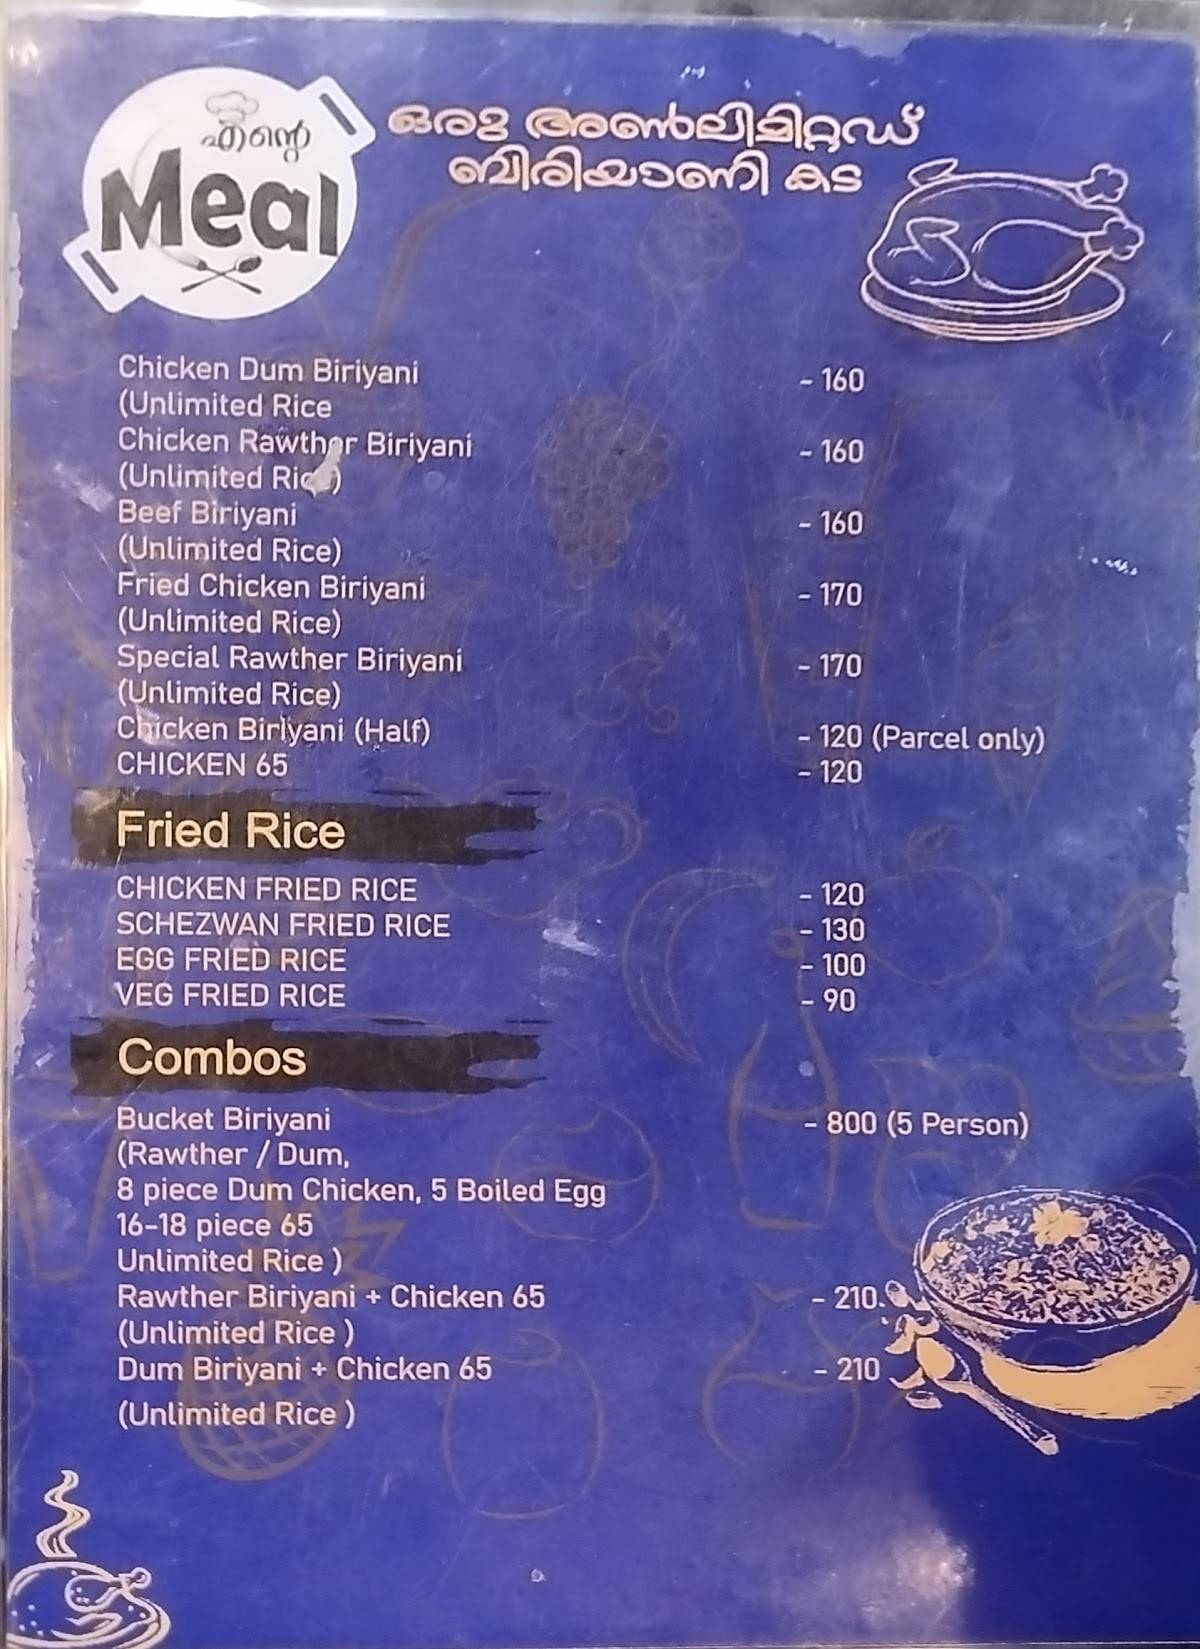 എന്റെ
Meal
ഒരു അൺലിമിറ്റഡ്
ബിരിയാണി കട
Chicken Dum Biriyani - 160
(Unlimited Rice
Chicken Rawther Biriyani - 160
(Unlimited Rice)
Beef Biriyani - 160
(Unlimited Rice)
Fried Chicken Biriyani - 170
(Unlimited Rice)
Special Rawther Biriyani - 170
(Unlimited Rice)
Chicken Biriyani (Half) - 120 (Parcel only)
CHICKEN 65 - 120
Fried Rice
CHICKEN FRIED RICE - 120
SCHEZWAN FRIED RICE - 130
EGG FRIED RICE - 100
VEG FRIED RICE - 90
Combos
Bucket Biriyani - 800 (5 Person)
(Rawther / Dum,
8 piece Dum Chicken, 5 Boiled Egg
16-18 piece 65
Unlimited Rice )
Rawther Biriyani + Chicken 65 - 210
(Unlimited Rice )
Dum Biriyani + Chicken 65 - 210
(Unlimited Rice )